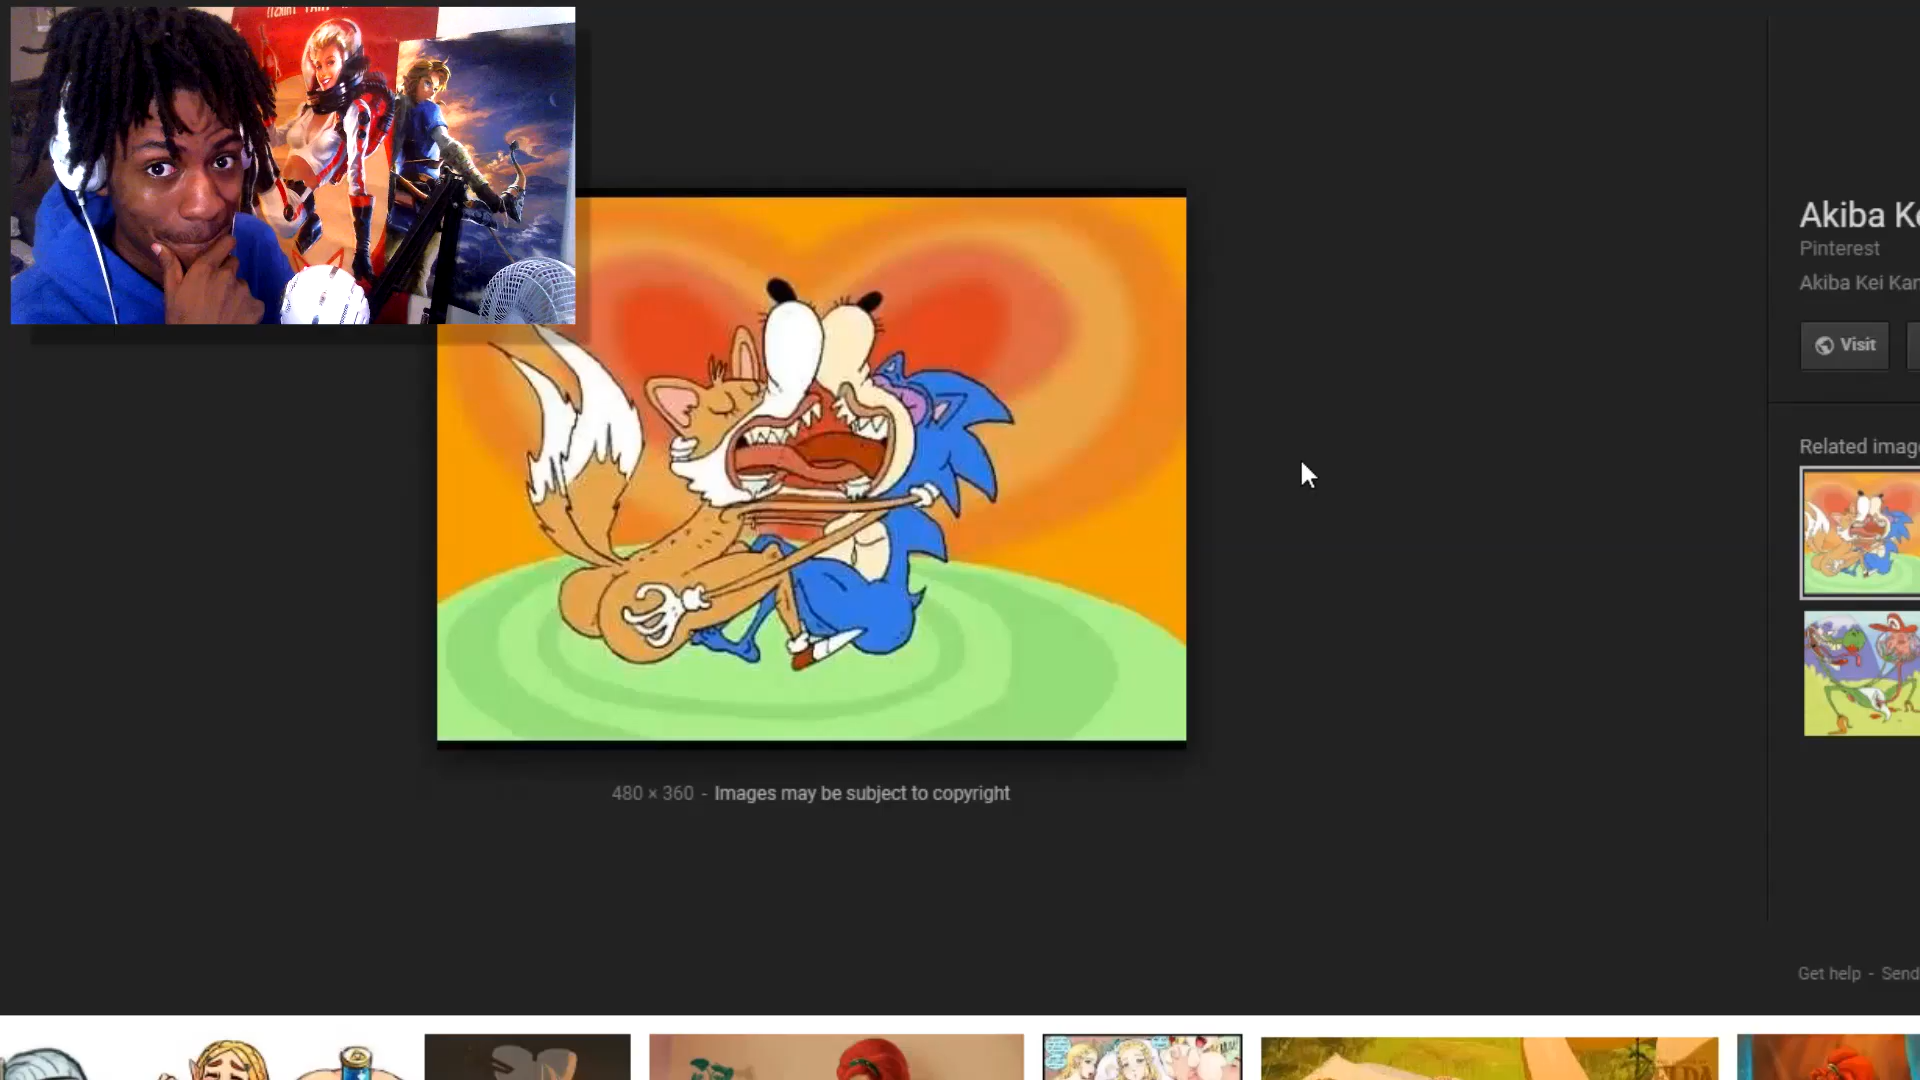 Akiba K
Pinterest
Akiba Kei Kar
Visit
Related imag
480 × 360 - Images may be subject to copyright
Get help - Send